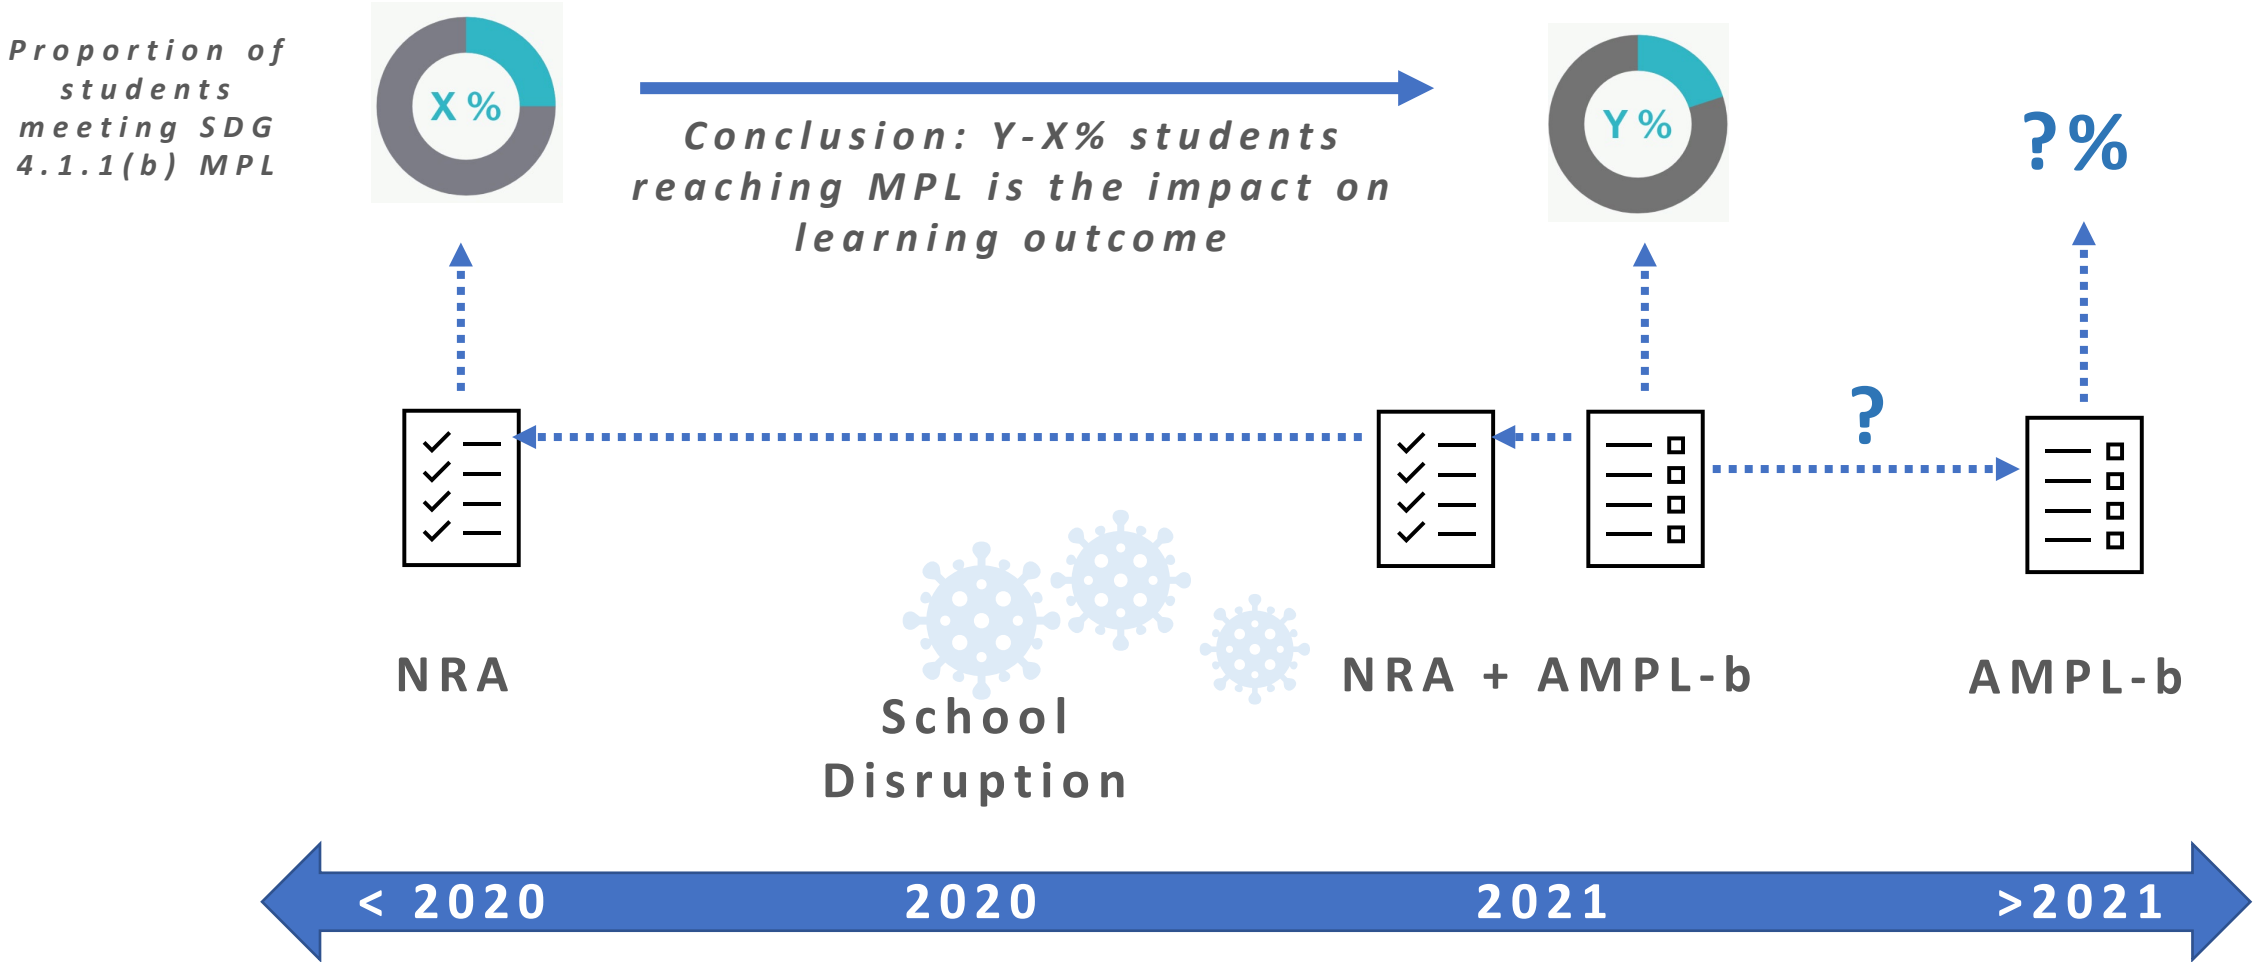 Proportion of
students
meeting SDG
4.1.1(b) MPL
X %
Conclusion: Y-X% students
reaching MPL is the impact on
learning outcome
Y %
?%
?
NRA
School
Disruption
NRA + AMPL-b
AMPL-b
< 2020
2020
2021
>2021